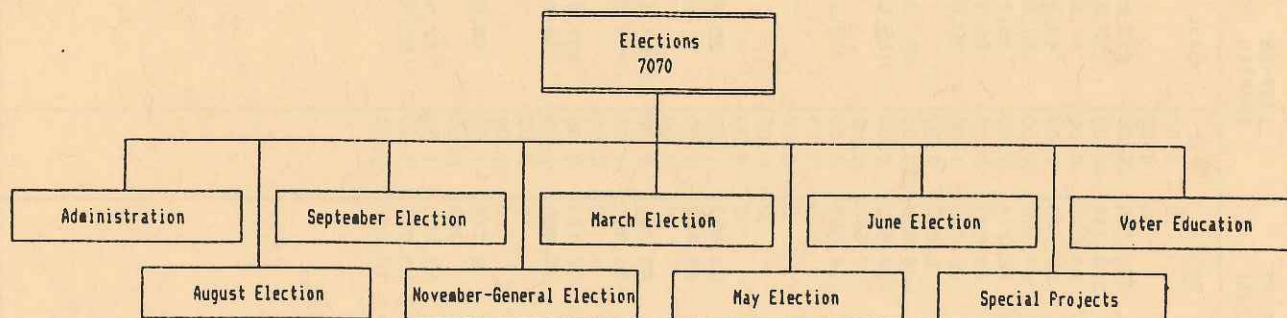 Elections
7070
Administration
September Election
March Election
June Election
Voter Education
August Election
November-General Election
May Election
Special Projects